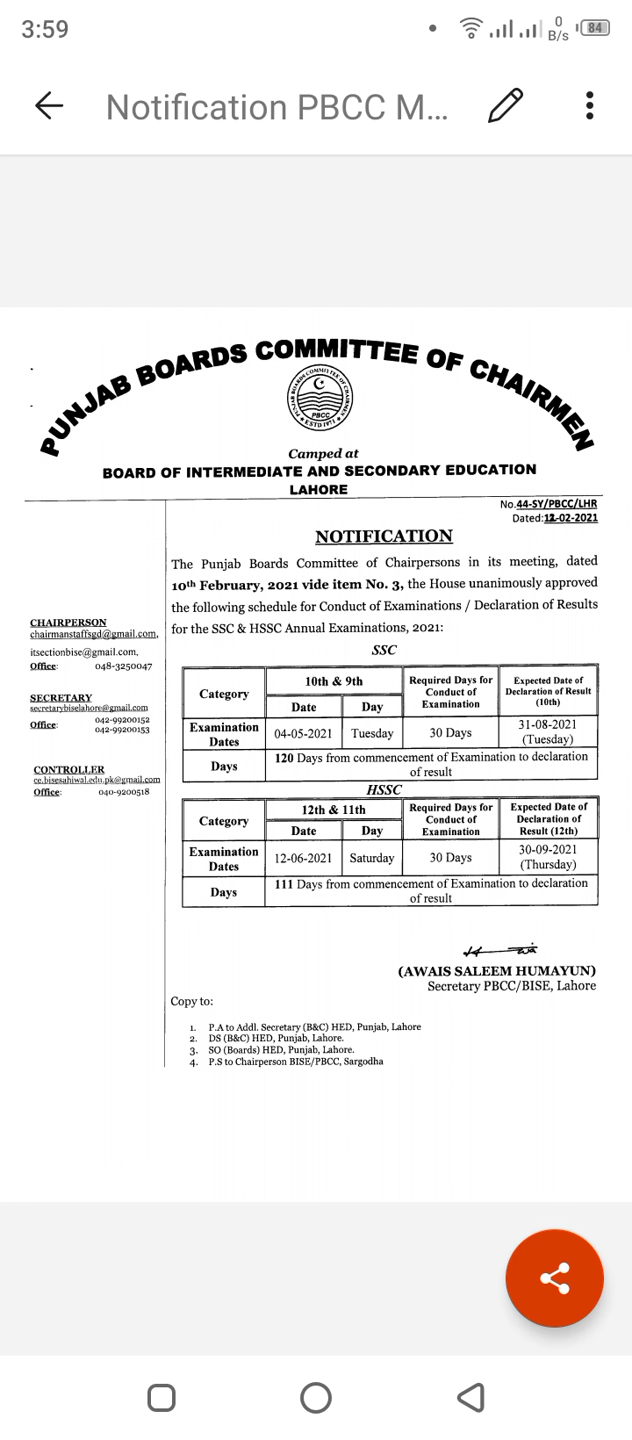 3:59
0 B/s
84
Notification PBCC M...
PUNJAB BOARDS COMMITTEE OF CHAIRMEN
PUNJAB BOARDS COMMITTEE OF CHAIRMEN
PBCC
ESTD 1971
Camped at
BOARD OF INTERMEDIATE AND SECONDARY EDUCATION
LAHORE
No.44-SY/PBCC/LHR
Dated:12-02-2021
NOTIFICATION
The Punjab Boards Committee of Chairpersons in its meeting, dated
10th February, 2021 vide item No. 3, the House unanimously approved
the following schedule for Conduct of Examinations / Declaration of Results
for the SSC & HSSC Annual Examinations, 2021:
CHAIRPERSON
chairmanstaffsgd@gmail.com,
itsectionbise@gmail.com,
Office: 048-3250047
SECRETARY
secretarybiselahore@gmail.com
Office: 042-99200152
042-99200153
CONTROLLER
ce.bisesahiwal.edu.pk@gmail.com
Office: 040-9200518
SSC
Category
10th & 9th
Date
Day
Required Days for
Conduct of
Examination
Expected Date of
Declaration of Result
(10th)
Examination
Dates
04-05-2021
Tuesday
30 Days
31-08-2021
(Tuesday)
Days
120 Days from commencement of Examination to declaration
of result
HSSC
Category
12th & 11th
Date
Day
Required Days for
Conduct of
Examination
Expected Date of
Declaration of
Result (12th)
Examination
Dates
12-06-2021
Saturday
30 Days
30-09-2021
(Thursday)
Days
111 Days from commencement of Examination to declaration
of result
(AWAIS SALEEM HUMAYUN)
Secretary PBCC/BISE, Lahore
Copy to:
1. P.A to Addl. Secretary (B&C) HED, Punjab, Lahore
2. DS (B&C) HED, Punjab, Lahore.
3. SO (Boards) HED, Punjab, Lahore.
4. P.S to Chairperson BISE/PBCC, Sargodha